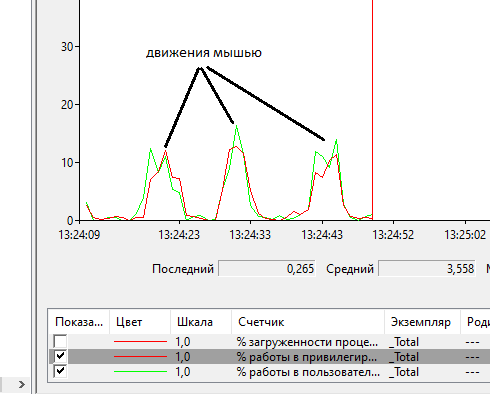 30
движения мышью
20
10
0
13:24:09 13:24:23 13:24:33 13:24:43 13:24:52 13:25:02
Последний 0,265 Средний 3,558
Показа... Цвет Шкала Счетчик Экземпляр Роди
1,0 % загруженности проце... _Total ---
1,0 % работы в привилегир... _Total ---
1,0 % работы в пользовател... _Total ---